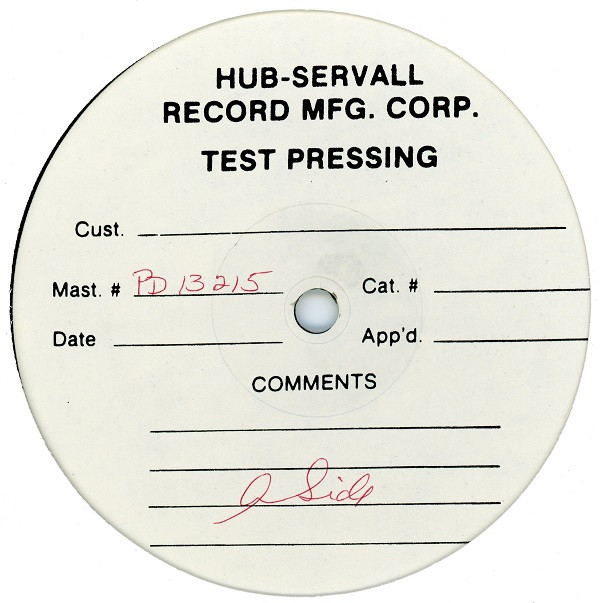 HUB-SERVALL
RECORD MFG. CORP.
TEST PRESSING
Cust.
Mast. # PD 13215 Cat. #
Date App'd.
COMMENTS
a Side